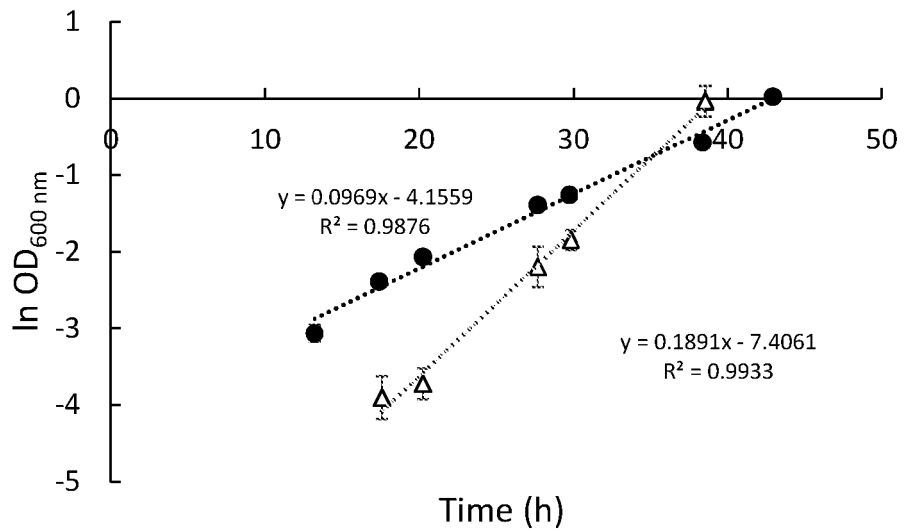 1
0
0
10
20
30
40
50
-1
y = 0.0969x - 4.1559
R² = 0.9876
-2
ln OD600 nm
-3
y = 0.1891x - 7.4061
R² = 0.9933
-4
-5
Time (h)